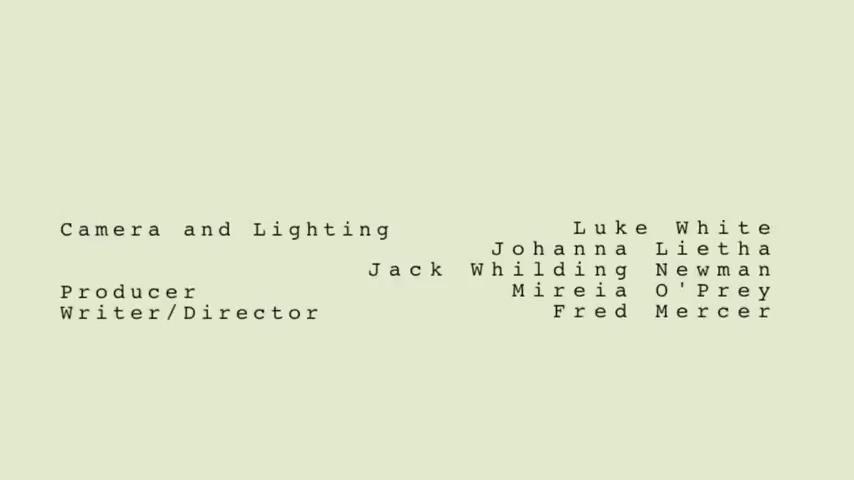 Camera and Lighting Luke White
Johanna Lietha
Jack Whilding Newman
Producer Mireia O'Prey
Writer/Director Fred Mercer